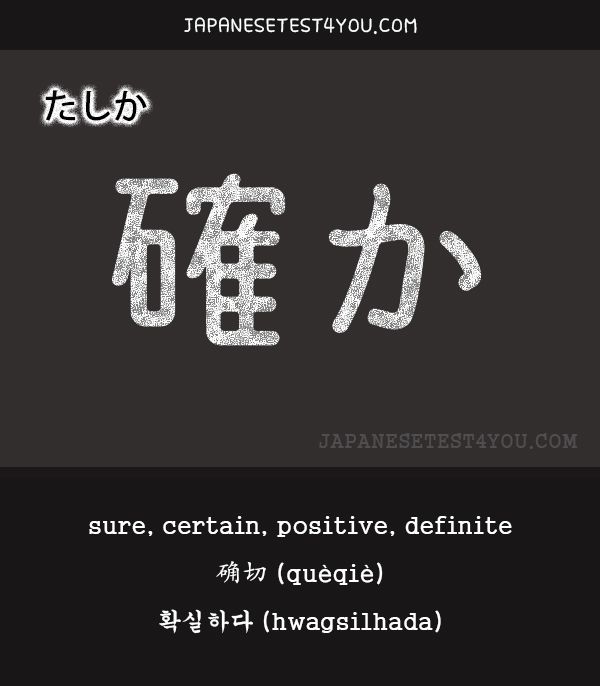 JAPANESETEST4YOU.COM
たしか
確か
JAPANESETEST4YOU.COM
sure, certain, positive, definite
确切 (quèqiè)
확실하다 (hwagsilhada)